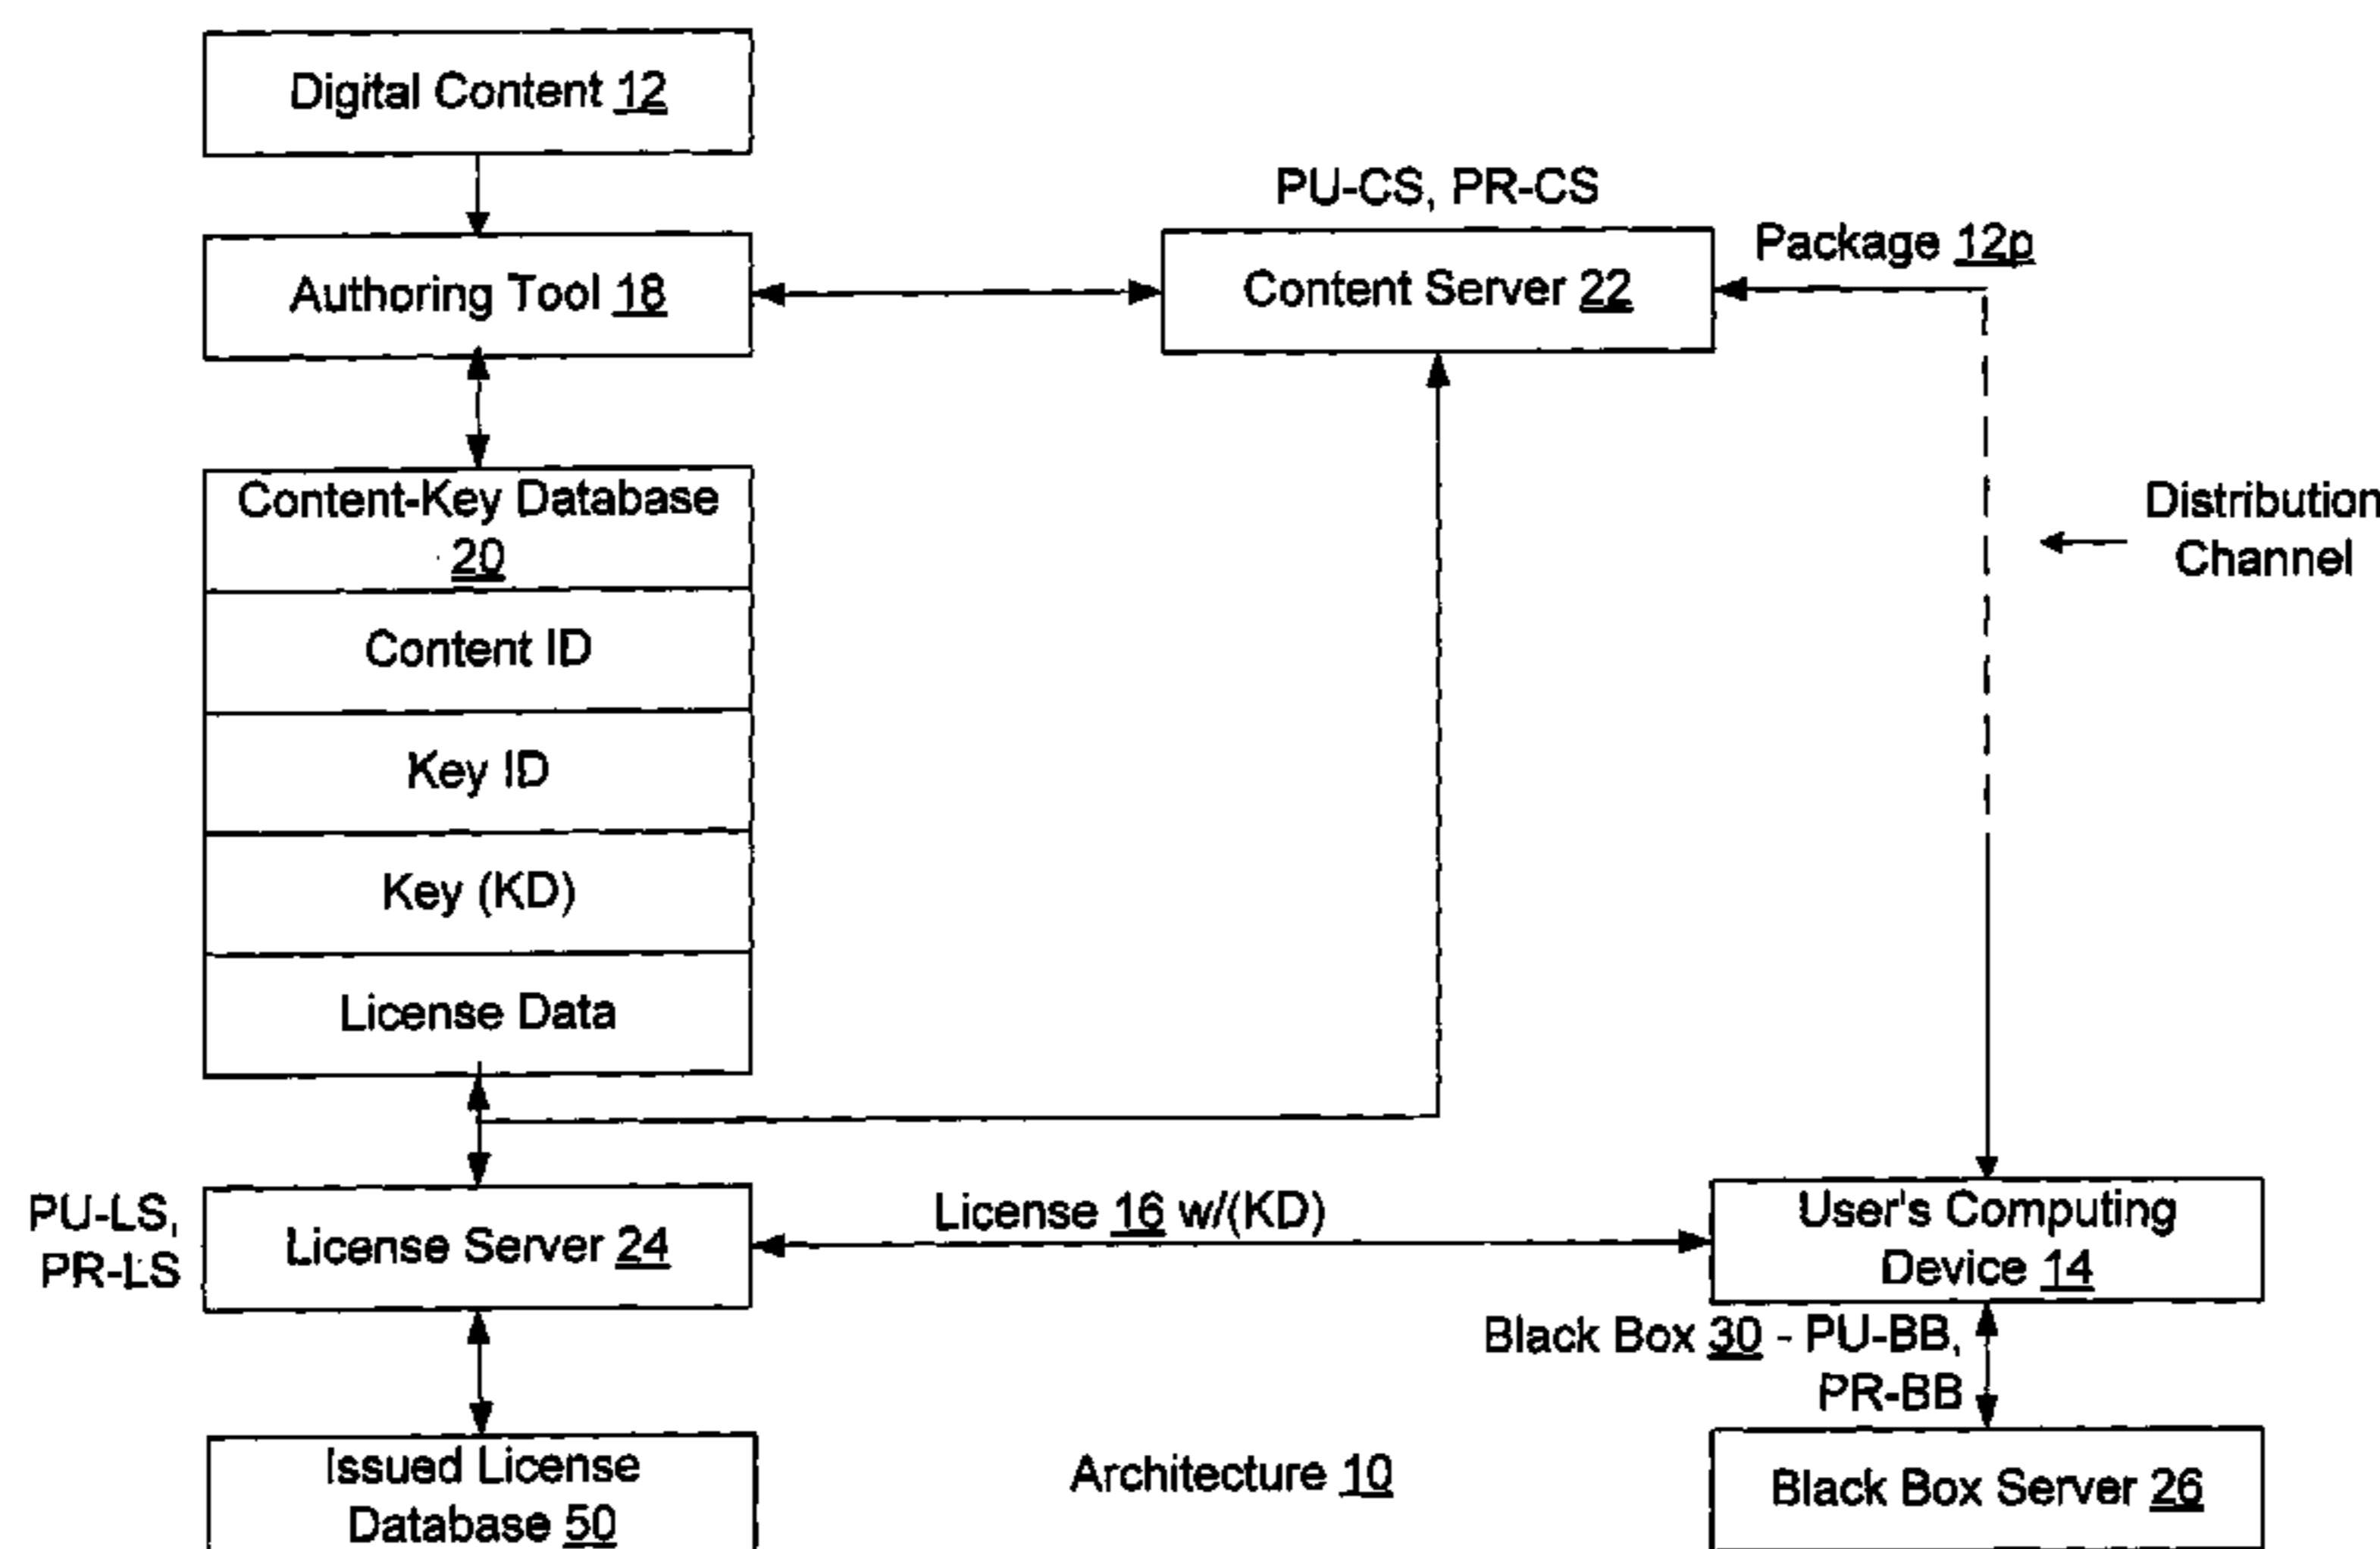 Digital Content 12
PU-CS, PR-CS
Package 12p
Authoring Tool 18
Content Server 22
Content-Key Database
20
Distribution
Channel
Content ID
Key ID
Key (KD)
License Data
PU-LS,
PR-LS
License Server 24
License 16 w/(KD)
User's Computing
Device 14
Black Box 30 - PU-BB,
PR-BB
Issued License
Database 50
Architecture 10
Black Box Server 26